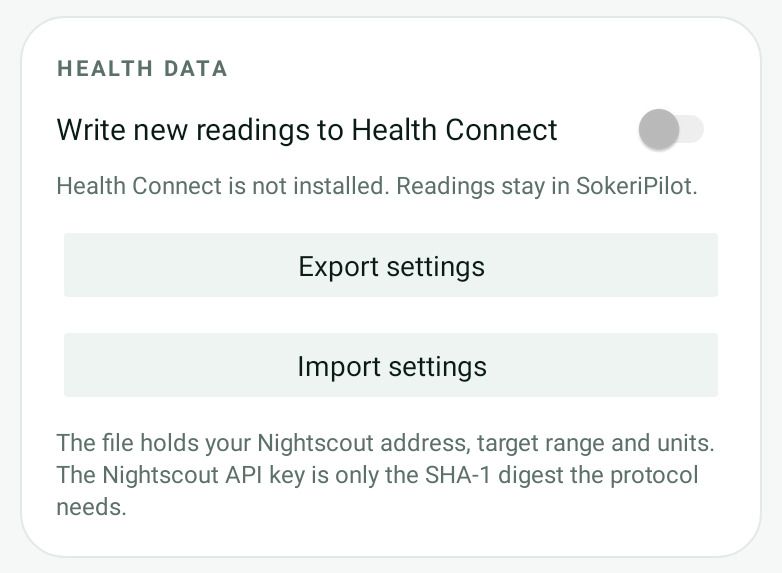 HEALTH DATA
Write new readings to Health Connect
Health Connect is not installed. Readings stay in SokeriPilot.
Export settings
Import settings
The file holds your Nightscout address, target range and units.
The Nightscout API key is only the SHA-1 digest the protocol
needs.